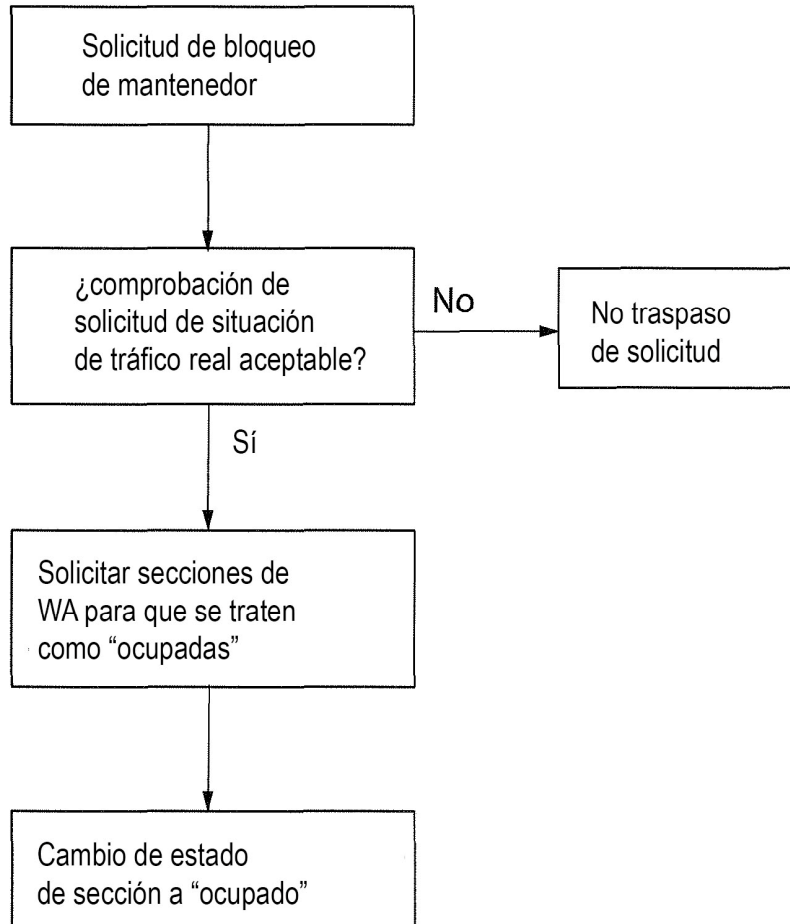 Solicitud de bloqueo
de mantenedor
¿comprobación de
solicitud de situación
de tráfico real aceptable?
No
No traspaso
de solicitud
Sí
Solicitar secciones de
WA para que se traten
como “ocupadas”
Cambio de estado
de sección a “ocupado”